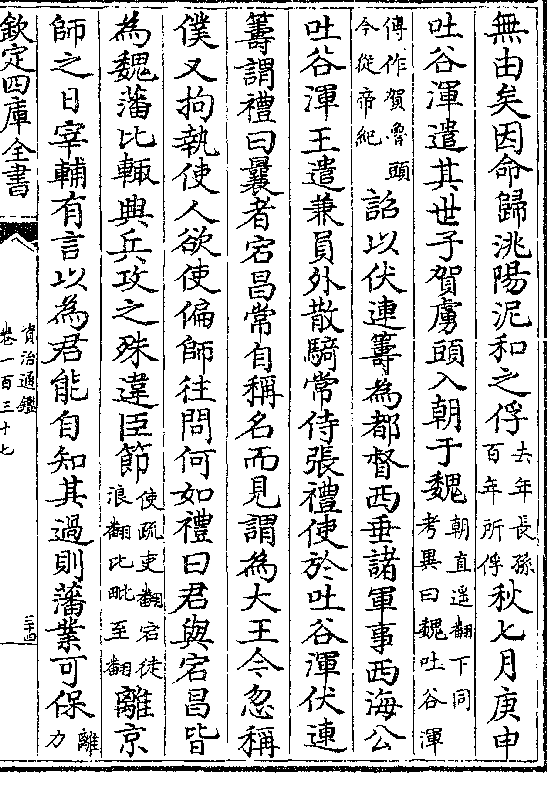 無由矣因命歸洮陽泥和之俘去年長孫百年所俘秋七月庚申
吐谷渾遣其世子賀虜頭入朝于魏朝直遥翻下同考異曰魏吐谷渾
傳作賀魯頭今從帝紀詔以伏連籌為都督西垂諸軍事西海公
吐谷渾王遣兼員外散騎常侍張禮使於吐谷渾伏連
籌謂禮曰曩者宕昌常自稱名而見謂為大王今忽稱
僕又拘執使人欲使偏師往問何如禮曰君與宕昌皆
為魏藩比輒興兵攻之殊違臣節使疏吏翻宕徒浪翻比毗至翻離京
師之日宰輔有言以為君能自知其過則藩業可保離力
欽定四庫全書
資治通鑑
卷一百三十七
二十四